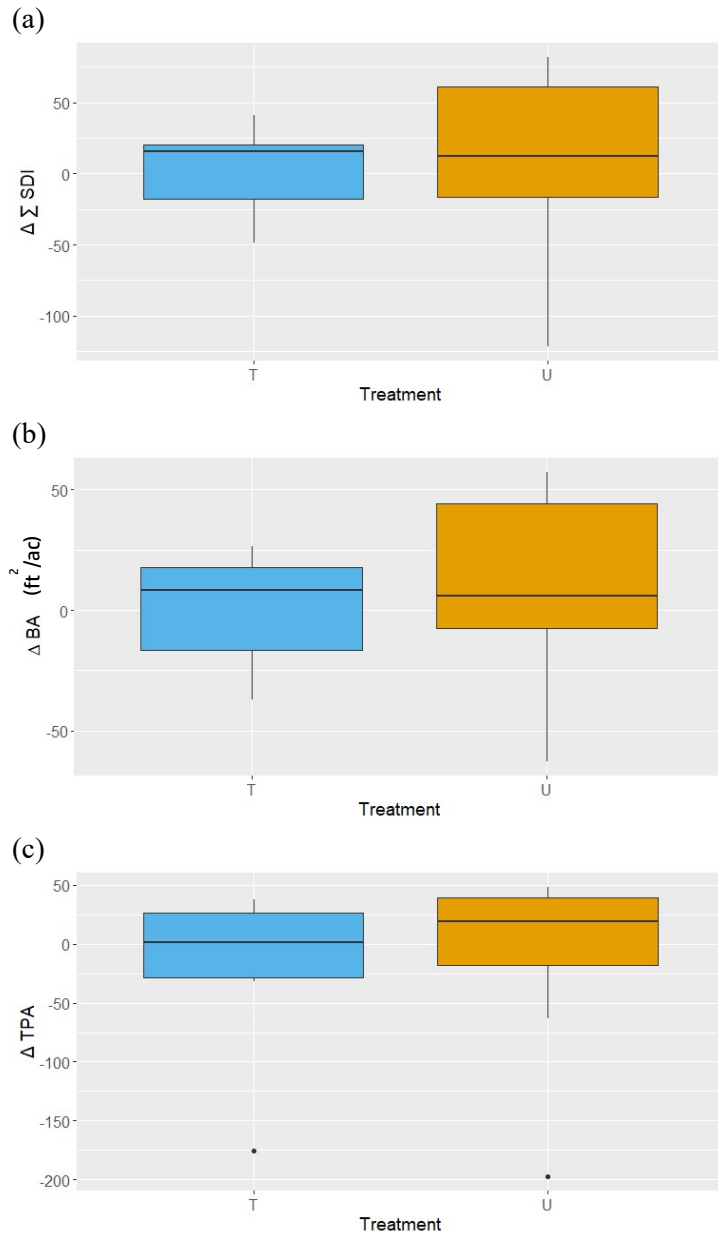 (a)
Δ ∑ SDI
50
0
-50
-100
T U
Treatment
(b)
Δ BA (ft²/ac)
50
0
-50
T U
Treatment
(c)
Δ TPA
50
0
-50
-100
-150
-200
T U
Treatment